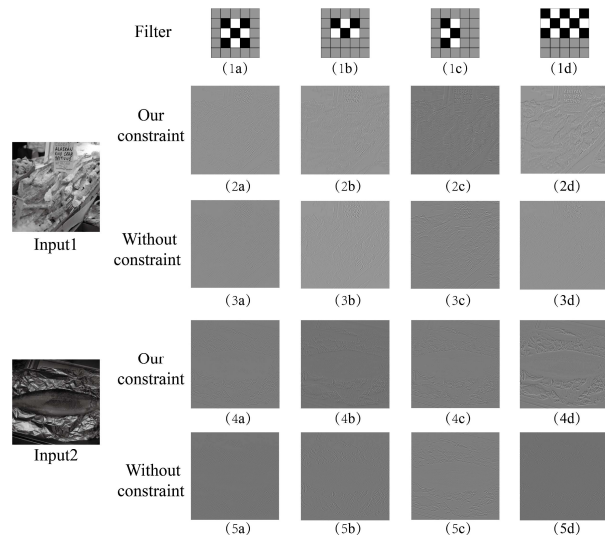 Filter
(1a) (1b) (1c) (1d)
Our
constraint
(2a) (2b) (2c) (2d)
Input1
Without
constraint
(3a) (3b) (3c) (3d)
Our
constraint
(4a) (4b) (4c) (4d)
Input2
Without
constraint
(5a) (5b) (5c) (5d)